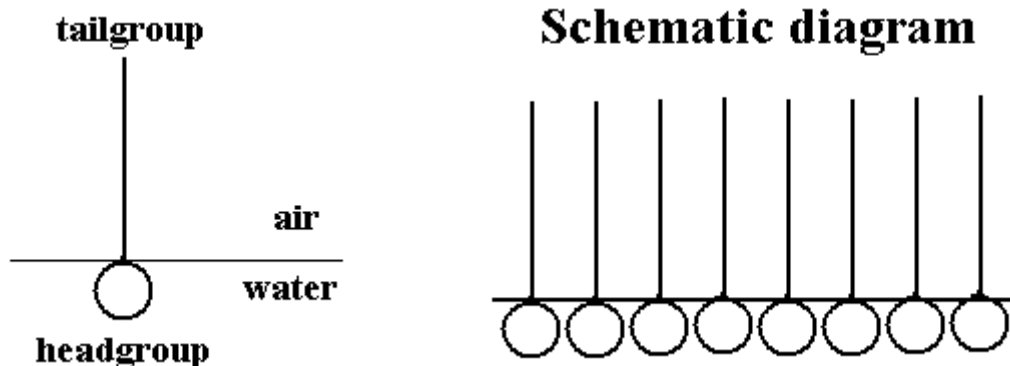 tailgroup
Schematic diagram
air
water
headgroup